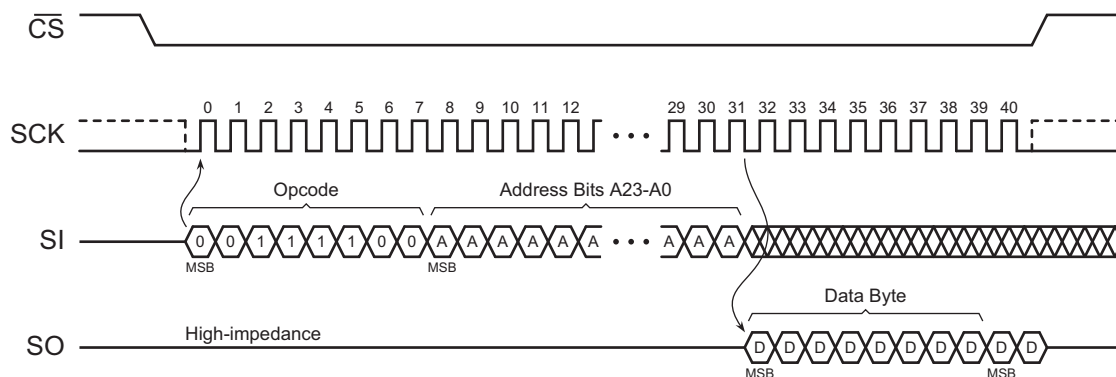 CS
0 1 2 3 4 5 6 7 8 9 10 11 12 29 30 31 32 33 34 35 36 37 38 39 40
SCK
Opcode Address Bits A23-A0
SI 0 0 1 1 1 1 0 0 A A A A A A A A A
MSB MSB
Data Byte
High-impedance
SO D D D D D D D D D D
MSB MSB